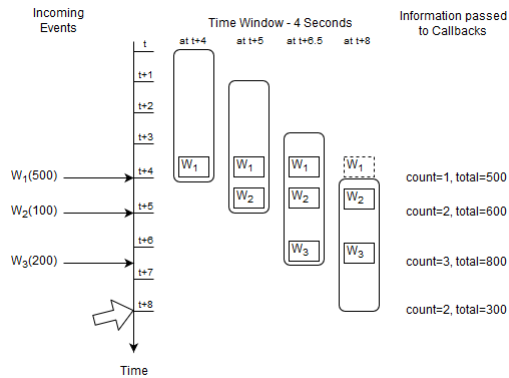 Incoming
Events
Time Window - 4 Seconds
Information passed
to Callbacks
at t+4
at t+5
at t+6.5
at t+8
t
t+1
t+2
t+3
t+4
t+5
t+6
t+7
t+8
W1(500)
W1
W1
W1
W1
count=1, total=500
W2(100)
W2
W2
W2
count=2, total=600
W3(200)
W3
W3
count=3, total=800
count=2, total=300
Time